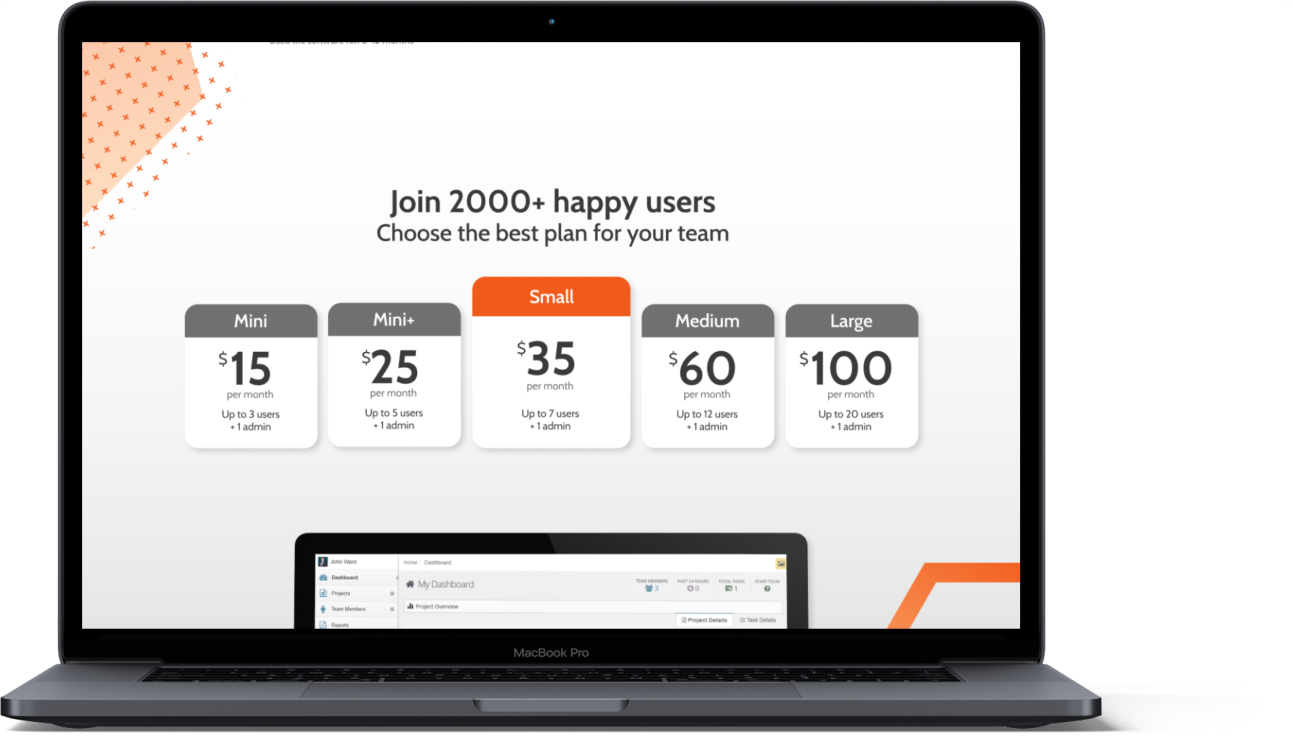 Join 2000+ happy users
Choose the best plan for your team
Mini
$15
per month
Up to 3 users
+ 1 admin
Mini+
$25
per month
Up to 5 users
+ 1 admin
Small
$35
per month
Up to 7 users
+ 1 admin
Medium
$60
per month
Up to 12 users
+ 1 admin
Large
$100
per month
Up to 20 users
+ 1 admin
John Ward
Dashboard
Projects
Team Members
Reports
Home / Dashboard
My Dashboard
TEAM MEMBERS
3
PAST 24 HOURS
0
TOTAL TASKS
1
START TOUR
Project Overview
Project Details
Task Details
MacBook Pro